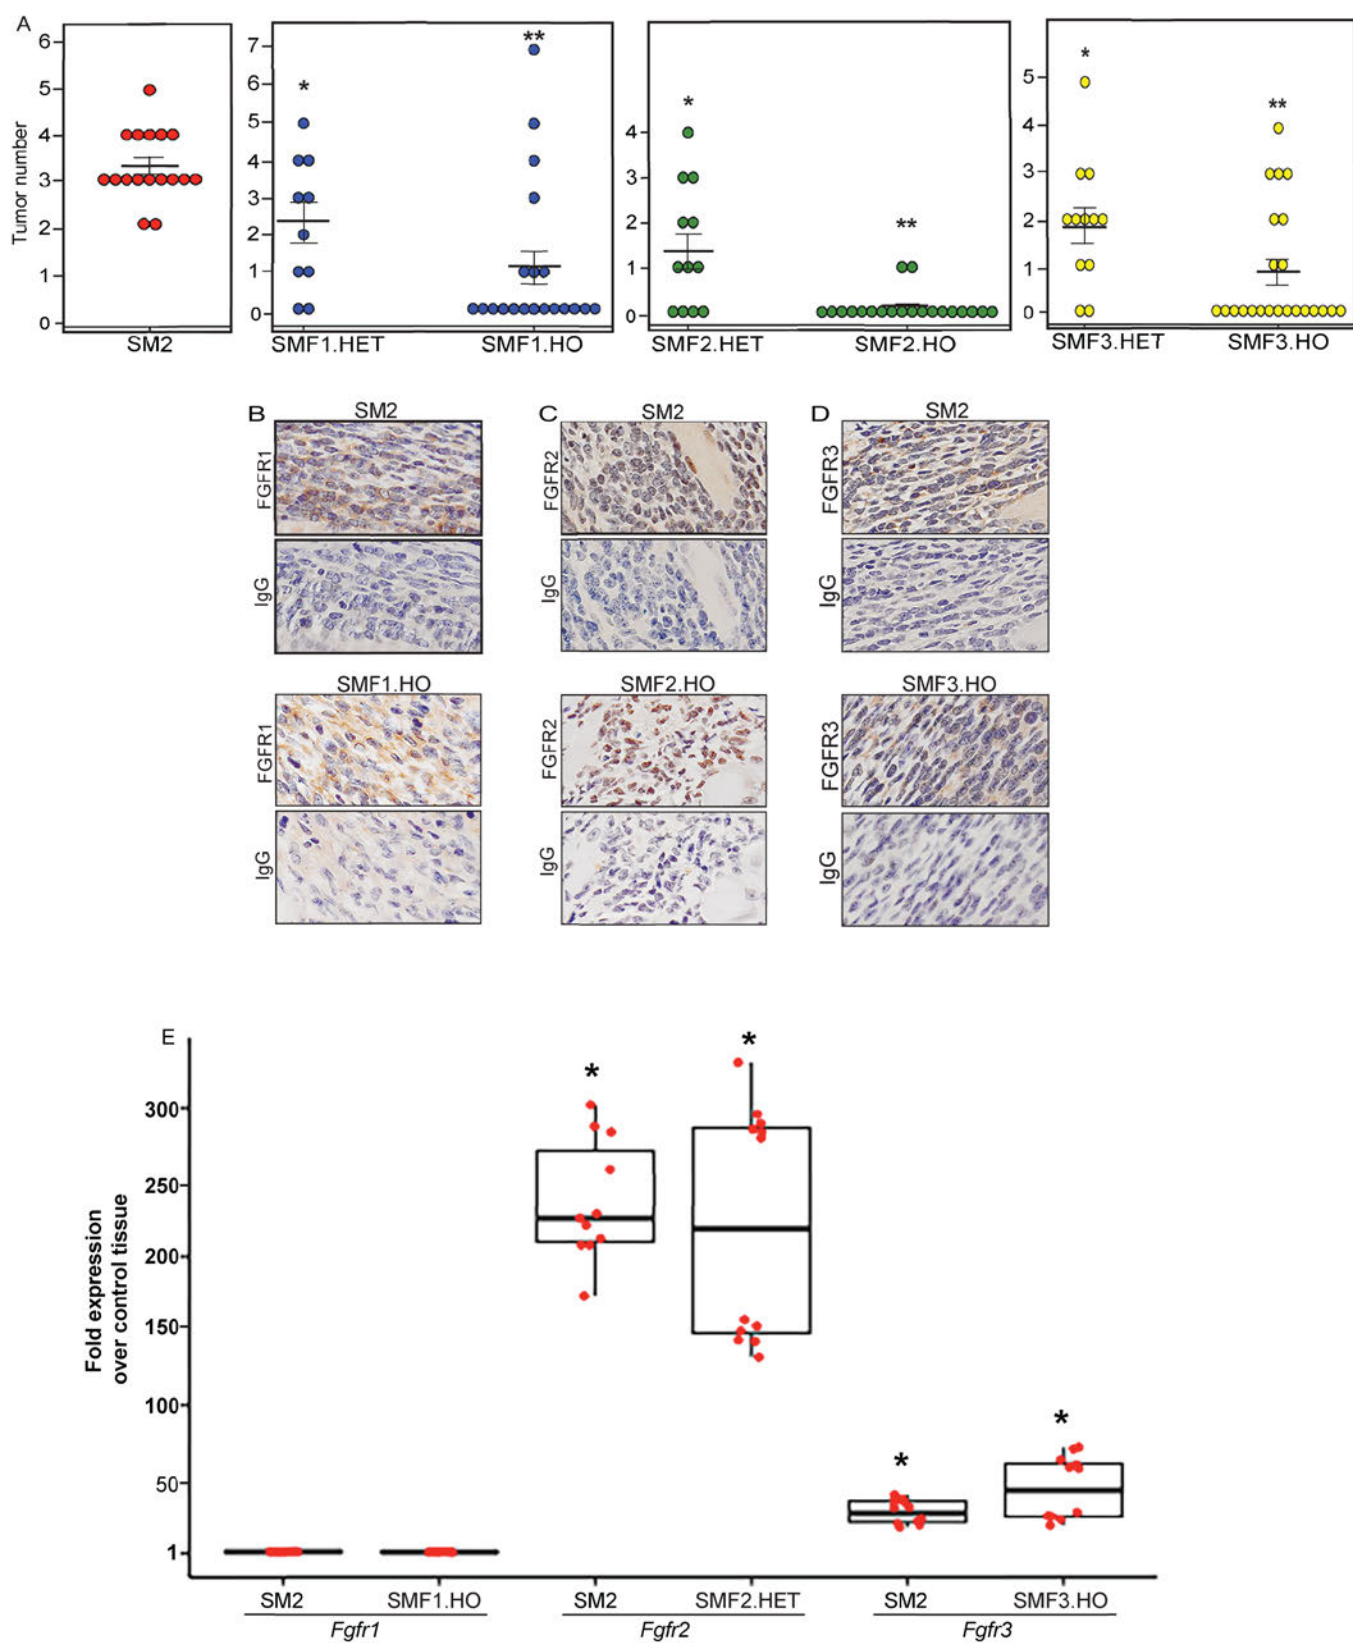 A
Tumor number
6
5
4
3
2
1
0
SM2
7
6
5
4
3
2
1
0
*
**
SMF1.HET
SMF1.HO
4
3
2
1
0
*
**
SMF2.HET
SMF2.HO
5
4
3
2
1
0
*
**
SMF3.HET
SMF3.HO
B
SM2
FGFR1
IgG
SMF1.HO
FGFR1
IgG
C
SM2
FGFR2
IgG
SMF2.HO
FGFR2
IgG
D
SM2
FGFR3
IgG
SMF3.HO
FGFR3
IgG
E
Fold expression
over control tissue
300
250
200
150
100
50
1
*
*
*
*
SM2
SMF1.HO
SM2
SMF2.HET
SM2
SMF3.HO
Fgfr1
Fgfr2
Fgfr3